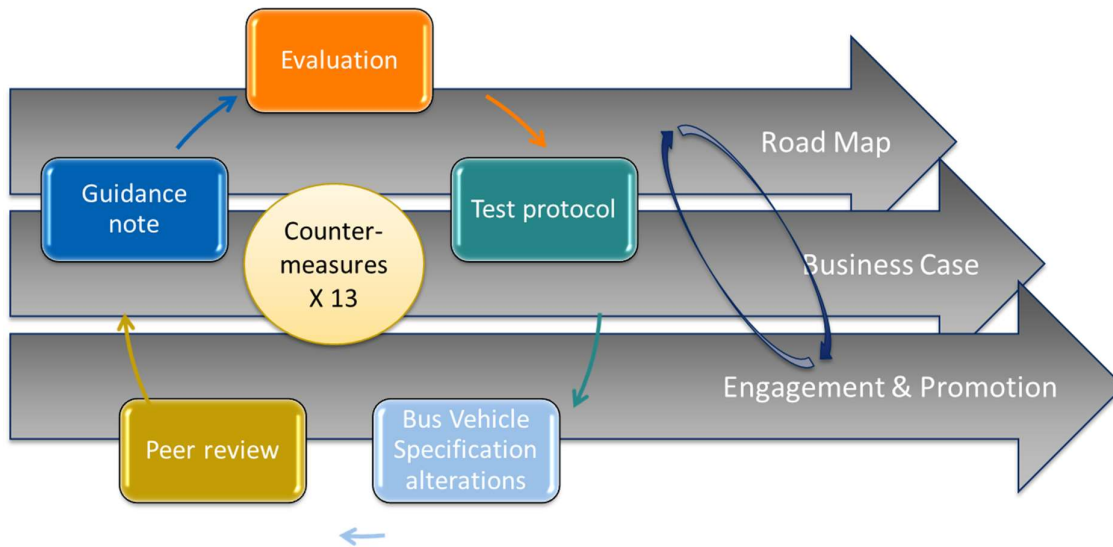 Evaluation
Road Map
Guidance
note
Test protocol
Counter-
measures
X 13
Business Case
Engagement & Promotion
Peer review
Bus Vehicle
Specification
alterations